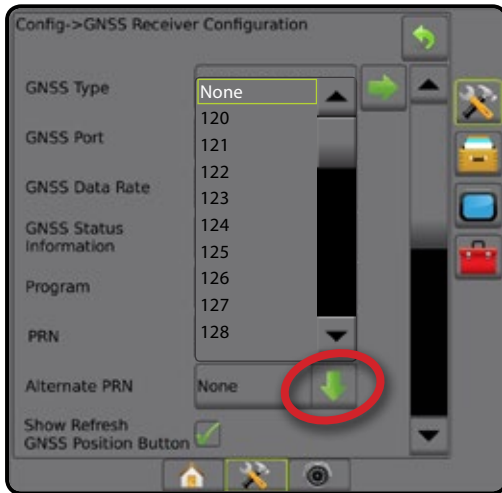 Config->GNSS Receiver Configuration
GNSS Type
None
120
GNSS Port
121
122
GNSS Data Rate
123
124
GNSS Status
Information
125
126
Program
127
PRN
128
Alternate PRN
None
Show Refresh
GNSS Position Button